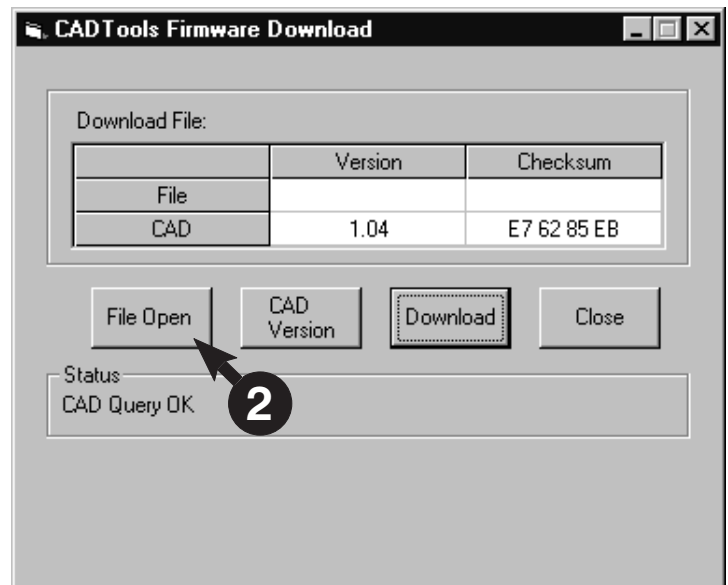 CADTools Firmware Download
Download File:
Version Checksum
File
CAD 1.04 E7 62 85 EB
File Open CAD Version Download Close
Status
CAD Query OK
2